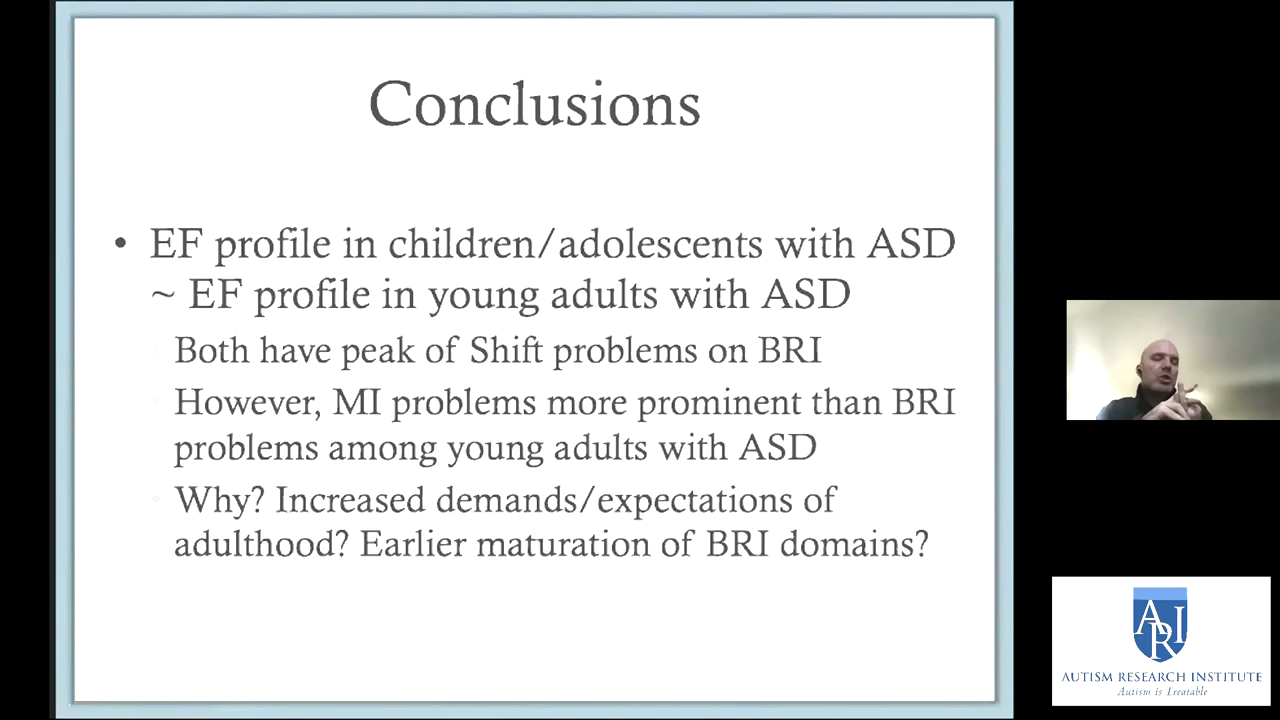 Conclusions
• EF profile in children/adolescents with ASD
~ EF profile in young adults with ASD
Both have peak of Shift problems on BRI
However, MI problems more prominent than BRI
problems among young adults with ASD
Why? Increased demands/expectations of
adulthood? Earlier maturation of BRI domains?
ARI
AUTISM RESEARCH INSTITUTE
Autism is Treatable